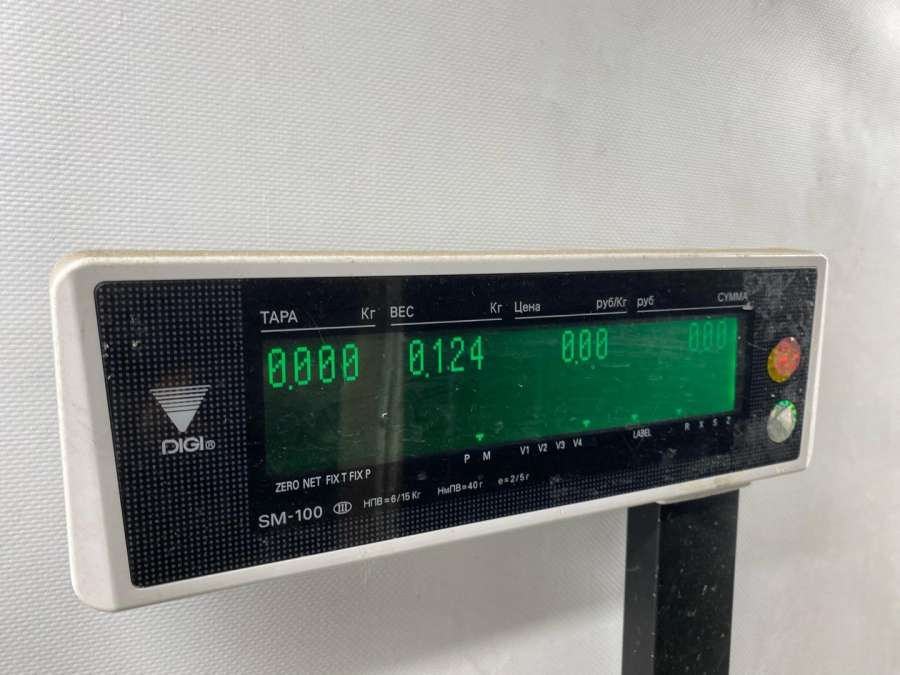 ТАРА Кг ВЕС Кг Цена руб/Кг руб СУММА
0.000 0.124 0.00 0.00
DIGI®
P M V1 V2 V3 V4 LABEL R X S Z
ZERO NET FIX T FIX P
SM-100 III НПВ=6/15 Кг НмПВ=40 г e=2/5 г